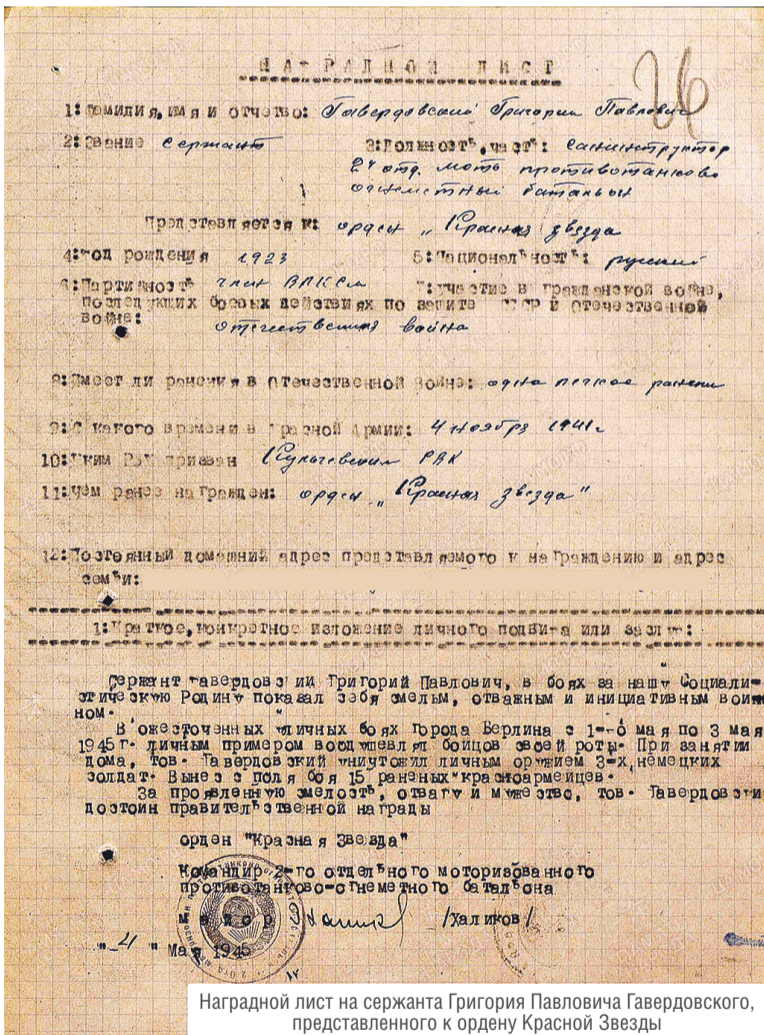 НАГРАДНОЙ ЛИСТ
26
1:Фамилия,имя и отчество: Гавердовский Григорий Павлович
2:Звание сержант 3:Должность,часть: Санинструктор
2й отд. мото противотанково
огнеметный батальон
Представляется к: орден „Красная звезда
4:Год рождения 1923 5:Национальность: русский
6:Партийность член ВЛКСМ 7:участие в гражданской войне,
последующих боевых действиях по защите СССР и Отечественной
войне:
отечественная война
8:Имеет ли ранения в Отечественной Войне: одно легкое ранение
9:С какого времени в Красной Армии: 4 ноября 1941г
10:Каким РВК призван РВК
11:Чем ранее награжден: орден „Красная звезда"
12:Постоянный домашний адрес представляемого к награждению и адрес
семьи:
1:Краткое,конкретное изложение личного подвига или заслуг:
Сержант Гавердовский Григорий Павлович, в боях за нашу Социали-
стическую Родину показал себя смелым, отважным и инициативным вои-
ном.
В ожесточенных уличных боях города Берлина с 1-го мая по 3 мая
1945 г. личным примером воодушевлял бойцов своей роты. При занятии
дома, тов. Гавердовский уничтожил личным оружием 3-х немецких
солдат. Вынес с поля боя 15 раненых красноармейцев.
За проявленную смелость, отвагу и мужество, тов. Гавердовский
достоин правительственной награды
орден "Красная Звезда"
Командир 2-го отдельного моторизованного
противотанково-огнеметного батальона
майор /Халиков/
"4" Мая 1945
Наградной лист на сержанта Григория Павловича Гавердовского,
представленного к ордену Красной Звезды